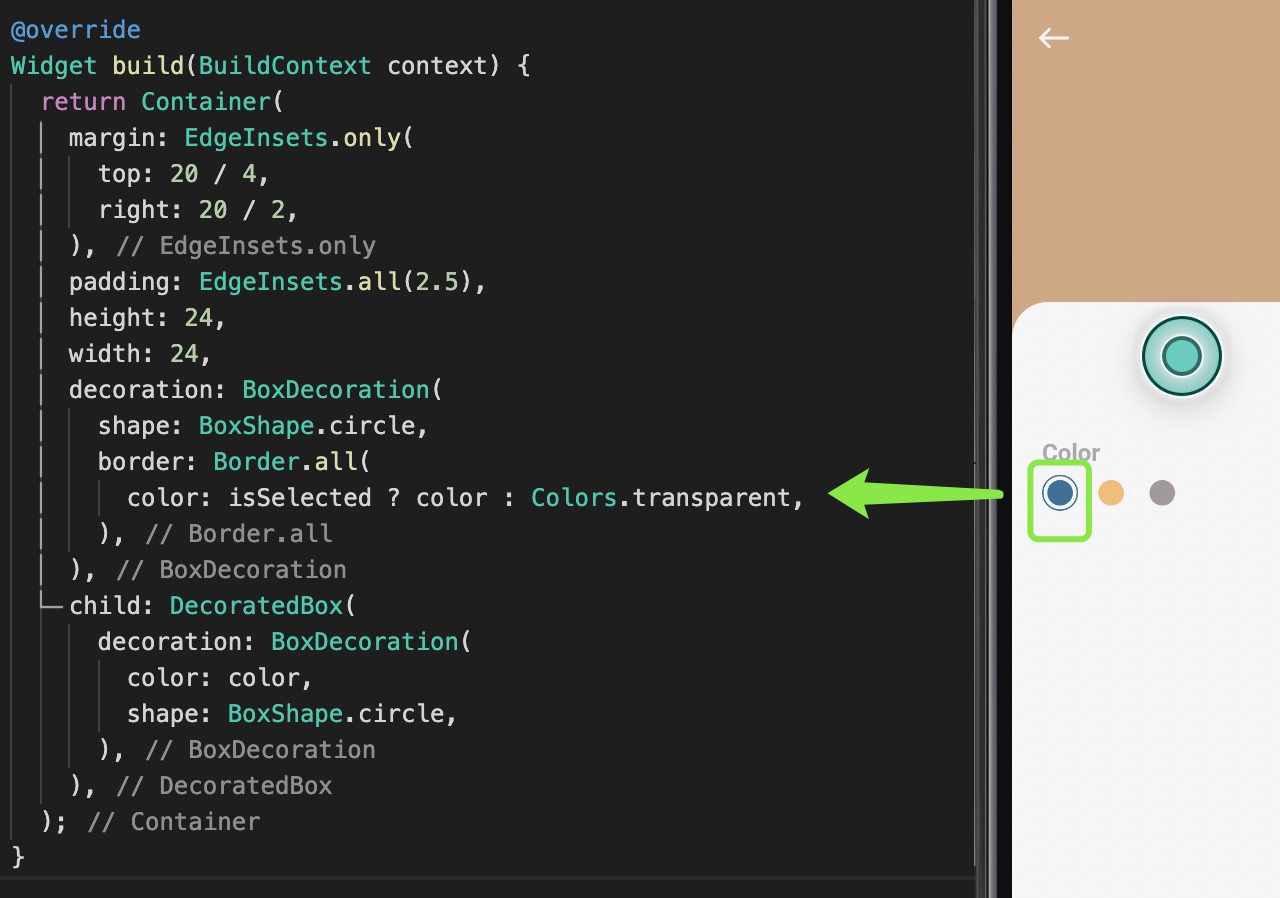 @override
Widget build(BuildContext context) {
return Container(
margin: EdgeInsets.only(
top: 20 / 4,
right: 20 / 2,
), // EdgeInsets.only
padding: EdgeInsets.all(2.5),
height: 24,
width: 24,
decoration: BoxDecoration(
shape: BoxShape.circle,
border: Border.all(
color: isSelected ? color : Colors.transparent,
), // Border.all
), // BoxDecoration
child: DecoratedBox(
decoration: BoxDecoration(
color: color,
shape: BoxShape.circle,
), // BoxDecoration
), // DecoratedBox
); // Container
}
Color